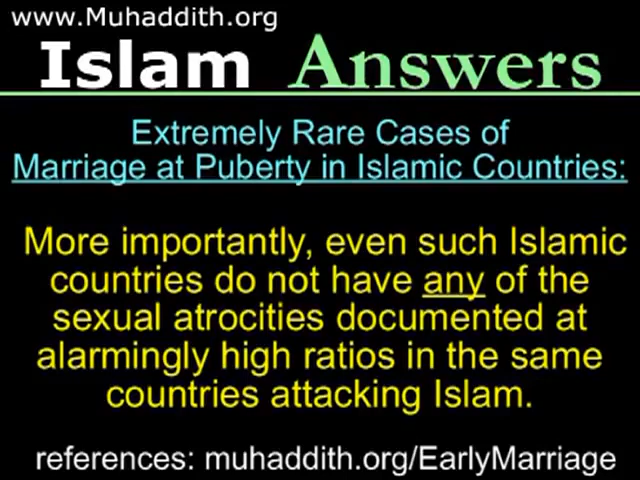 www.Muhaddith.org
Islam Answers
Extremely Rare Cases of
Marriage at Puberty in Islamic Countries:
More importantly, even such Islamic
countries do not have any of the
sexual atrocities documented at
alarmingly high ratios in the same
countries attacking Islam.
references: muhaddith.org/EarlyMarriage